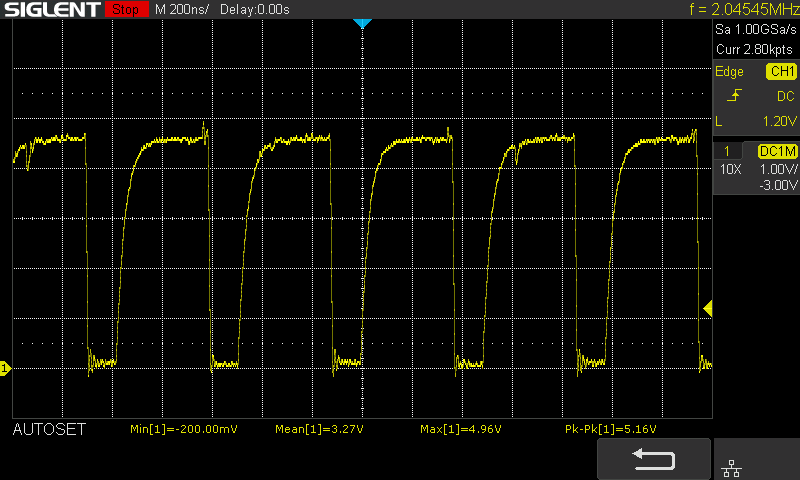 SIGLENT Stop M 200ns/ Delay:0.00s f = 2.04545MHz
Sa 1.00GSa/s
Curr 2.80kpts
Edge CH1
DC
L 1.20V
1 DC1M
10X 1.00V/
-3.00V
1
AUTOSET Min[1]=-200.00mV Mean[1]=3.27V Max[1]=4.96V Pk-Pk[1]=5.16V